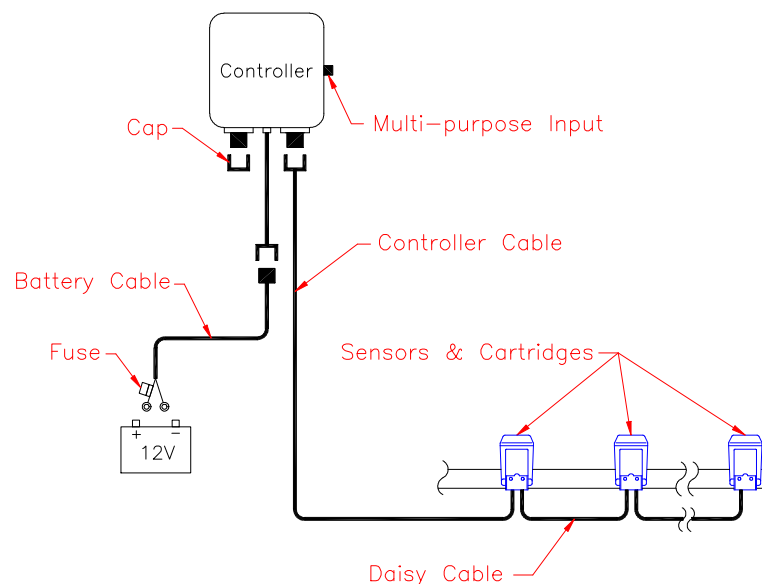 Controller
Cap
Multi-purpose Input
Controller Cable
Battery Cable
Fuse
Sensors & Cartridges
+ −
12V
Daisy Cable